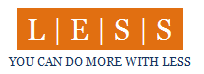 L | E | S | S
YOU CAN DO MORE WITH LESS